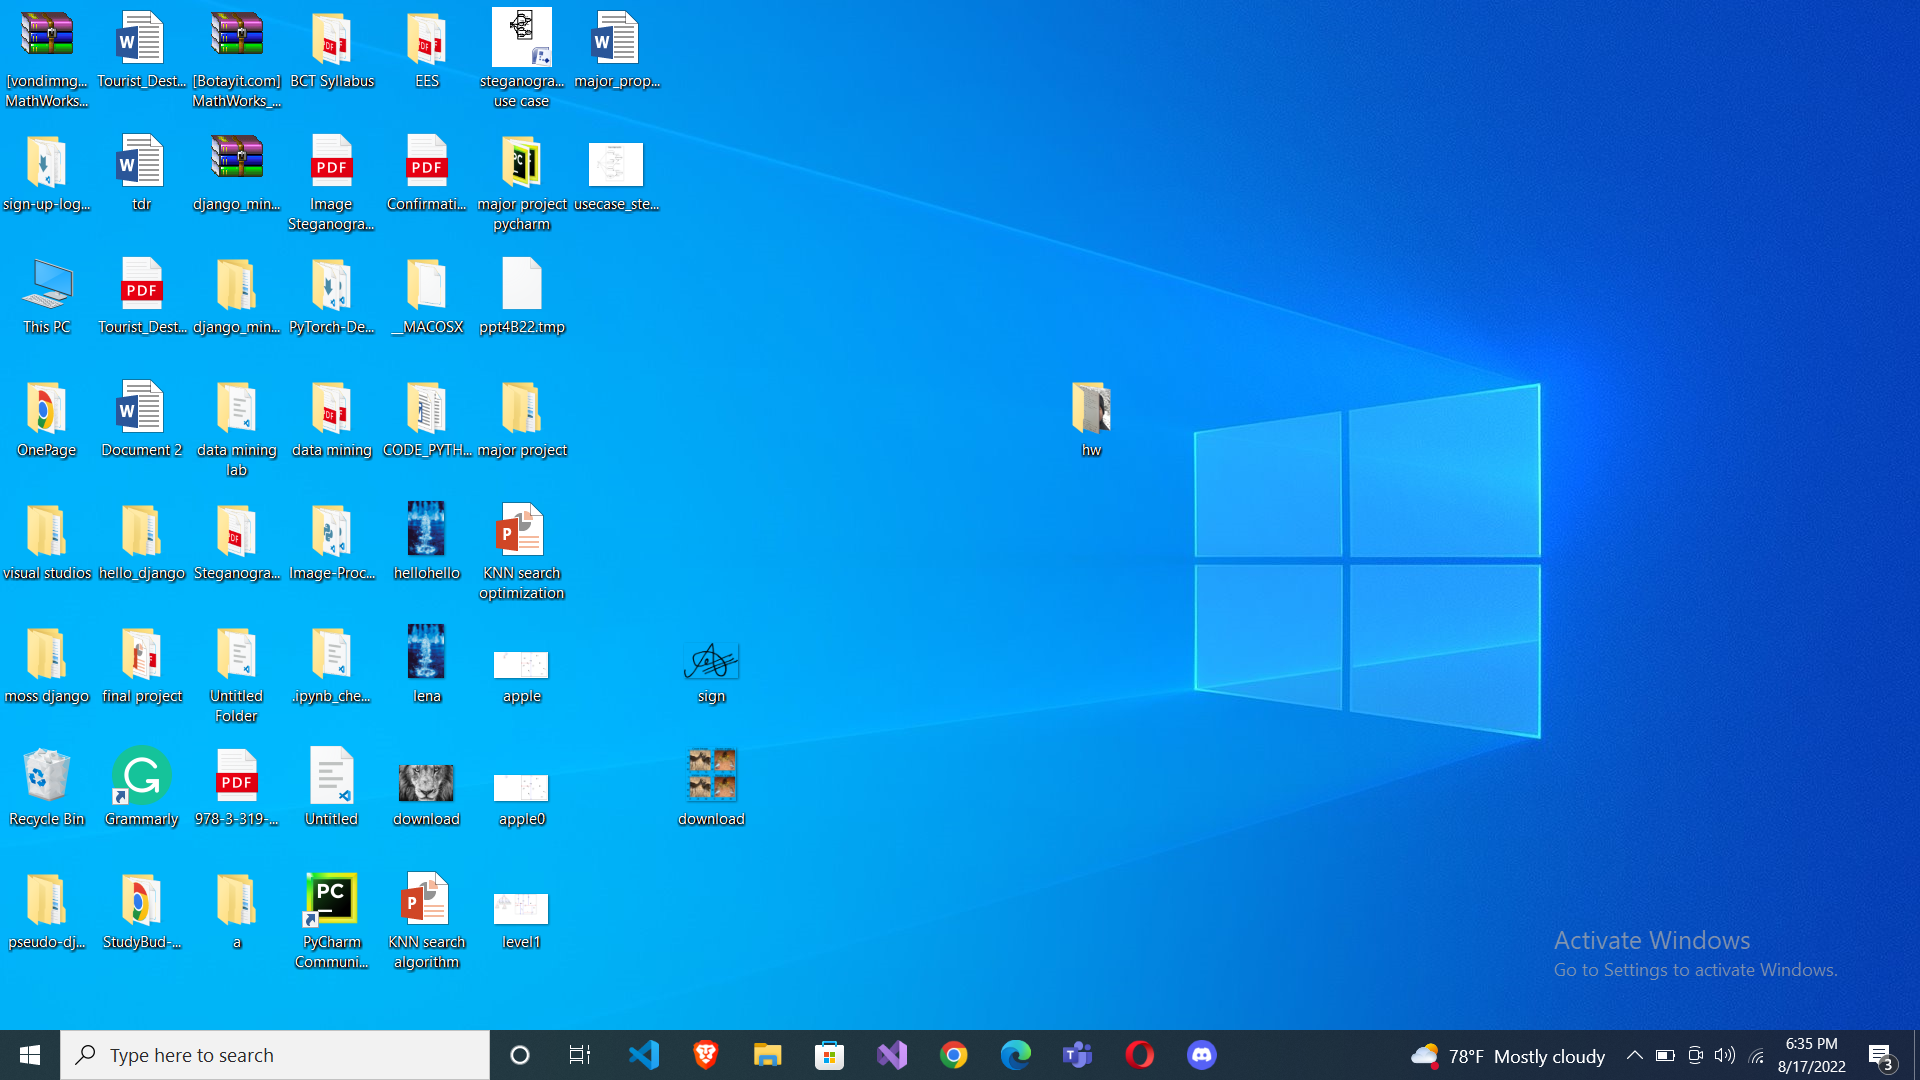 [vondimng...
MathWorks...
Tourist_Dest...
[Botayit.com]
MathWorks_...
BCT Syllabus
EES
steganogra...
use case
major_prop...
sign-up-log...
tdr
django_min...
PDF
Image
Steganogra...
PDF
Confirmati...
major project
pycharm
usecase_ste...
This PC
PDF
Tourist_Dest...
django_min...
PyTorch-De...
__MACOSX
ppt4B22.tmp
OnePage
Document 2
data mining
lab
data mining
CODE_PYTH...
major project
hw
visual studios
hello_django
Steganogra...
Image-Proc...
hellohello
KNN search
optimization
moss django
final project
Untitled
Folder
.ipynb_che...
lena
apple
sign
Recycle Bin
Grammarly
PDF
978-3-319-...
Untitled
download
apple0
download
pseudo-dj...
StudyBud-...
a
PC
PyCharm
Communi...
KNN search
algorithm
level1
Activate Windows
Go to Settings to activate Windows.
Type here to search
78°F Mostly cloudy
6:35 PM
8/17/2022
3